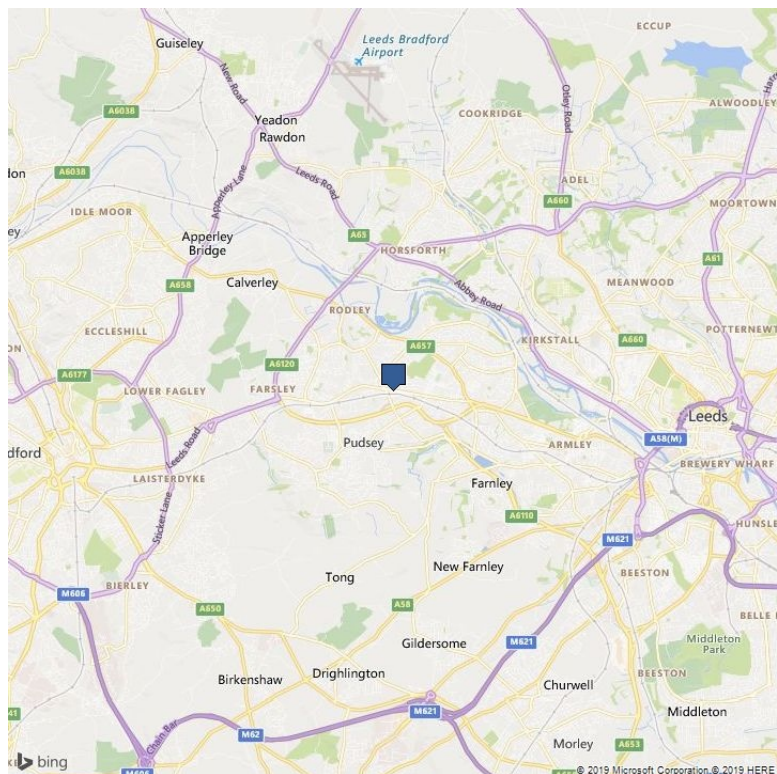 Guiseley
Leeds Bradford
Airport
ECCUP
New Road
Otley Road
A6038
ALWOODLEY
COOKRIDGE
Yeadon
Rawdon
A6038
Apperley Lane
Leeds Road
ADEL
A660
MOORTOWN
IDLE MOOR
A65
Apperley
Bridge
HORSFORTH
A61
A658
Calverley
Abbey Road
MEANWOOD
RODLEY
ECCLESHILL
A657
KIRKSTALL
A660
A6120
A6177
LOWER FAGLEY
FARSLEY
Leeds
Leeds Road
Pudsey
ARMLEY
A58(M)
LAISTERDYKE
BREWERY WHARF
Farnley
Sticker Lane
A6110
M621
New Farnley
Tong
BEESTON
BIERLEY
M606
A650
A58
Gildersome
M621
Middleton
Park
Drighlington
BEESTON
Birkenshaw
Churwell
M621
Middleton
Chain Bar
M62
Morley
A653
bing
M606
© 2019 Microsoft Corporation © 2019 HERE